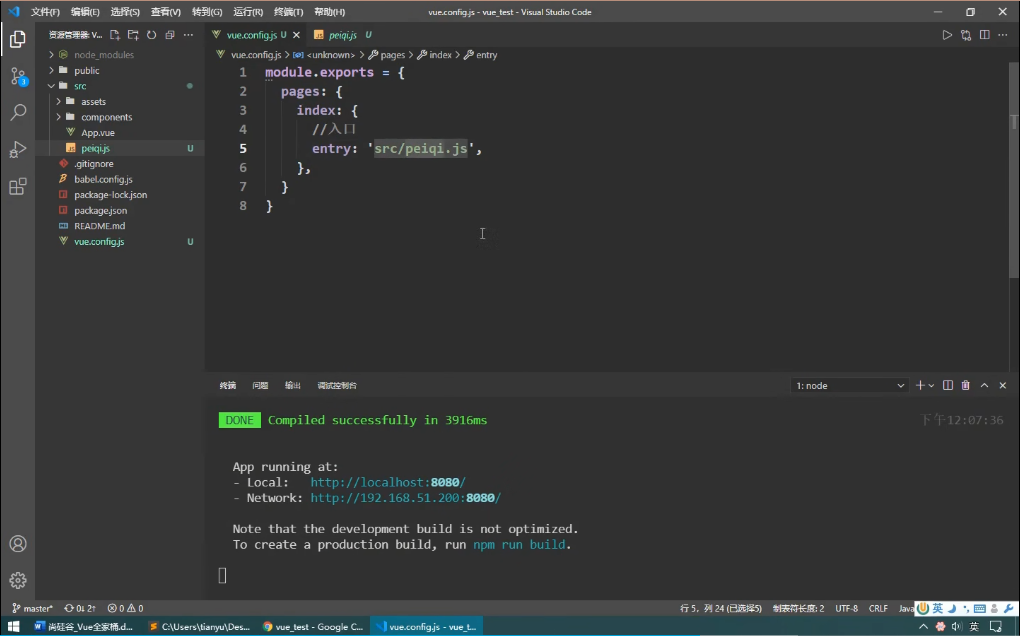 文件(F) 编辑(E) 选择(S) 查看(V) 转到(G) 运行(R) 终端(T) 帮助(H) vue.config.js - vue_test - Visual Studio Code
资源管理器: V...
vue.config.js U
peiqi.js U
vue.config.js > <unknown> > pages > index > entry
node_modules
public
src
assets
components
App.vue
peiqi.js U
.gitignore
babel.config.js
package-lock.json
package.json
README.md
vue.config.js U
3
1 module.exports = {
2 pages: {
3 index: {
4 //入口
5 entry: 'src/peiqi.js',
6 },
7 }
8 }
终端 问题 输出 调试控制台 1: node
DONE Compiled successfully in 3916ms 下午12:07:36
App running at:
- Local: http://localhost:8080/
- Network: http://192.168.51.200:8080/
Note that the development build is not optimized.
To create a production build, run npm run build.
master* 0↓ 2↑ 0 0 行 5，列 24 (已选择5) 制表符长度: 2 UTF-8 CRLF Java
英
尚硅谷_Vue全家桶.d... C:\Users\tianyu\Des... vue_test - Google C... vue.config.js - vue_t... 英